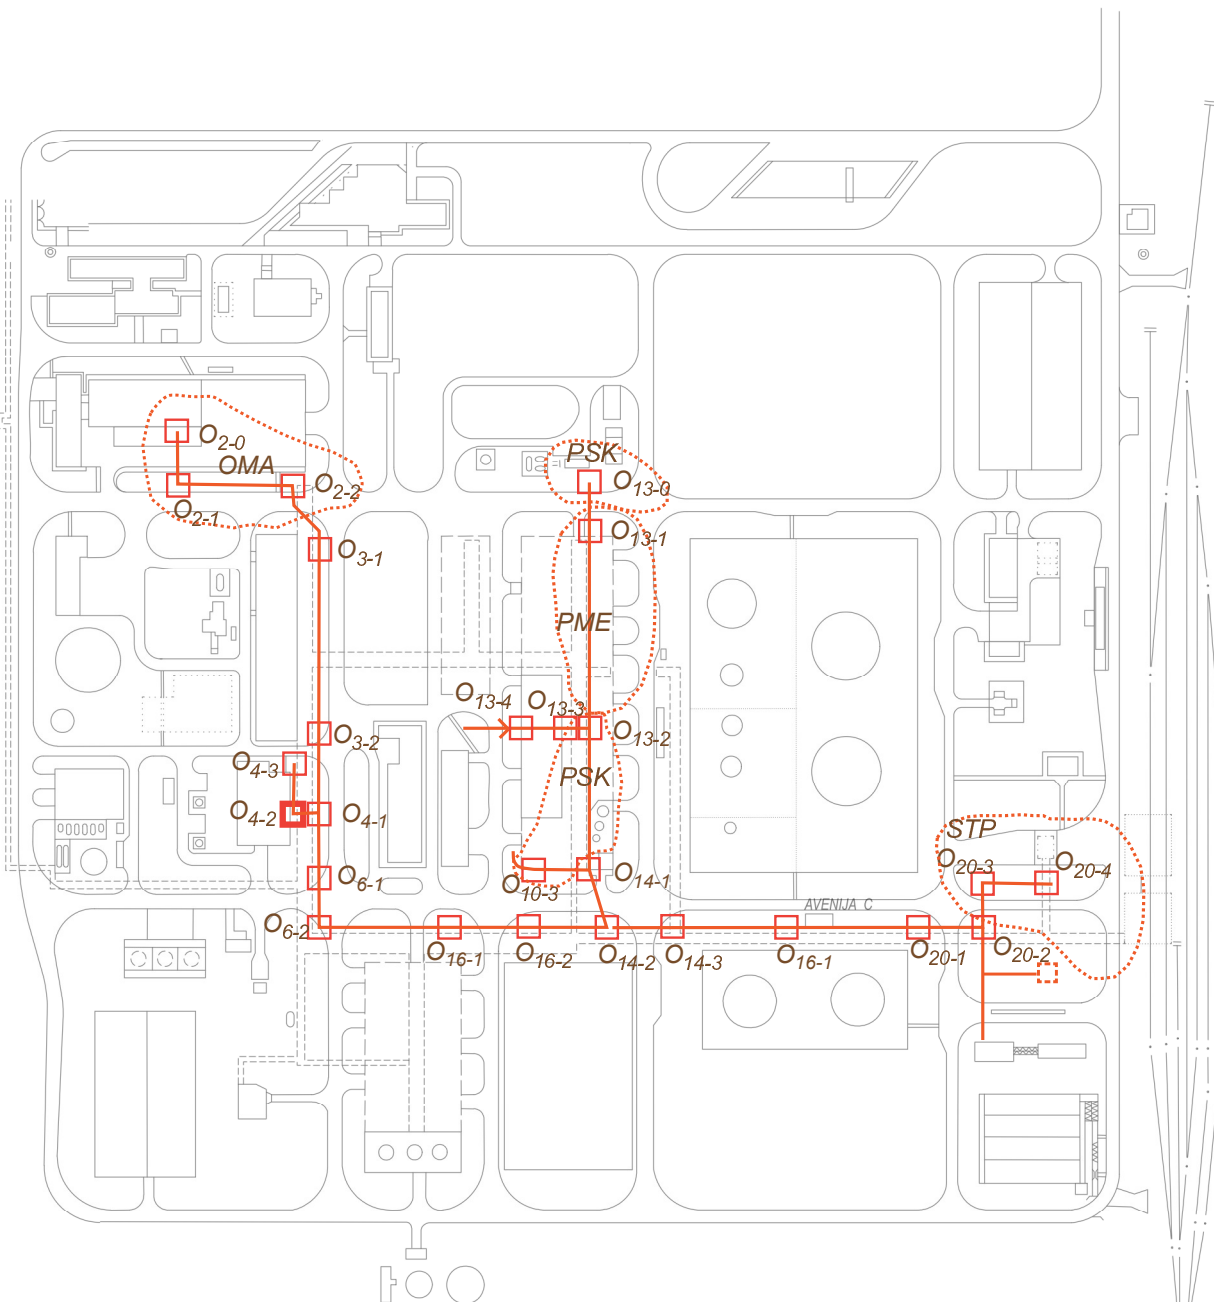 O2-0
OMA
PSK
O2-2
O13-0
O2-1
O13-1
O3-1
PME
O13-4
O13-3
O3-2
O13-2
O4-3
PSK
O4-2
O4-1
STP
O20-3
O20-4
O6-1
O10-3
O14-1
AVENIJA C
O6-2
O16-1
O16-2
O14-2
O14-3
O16-1
O20-1
O20-2